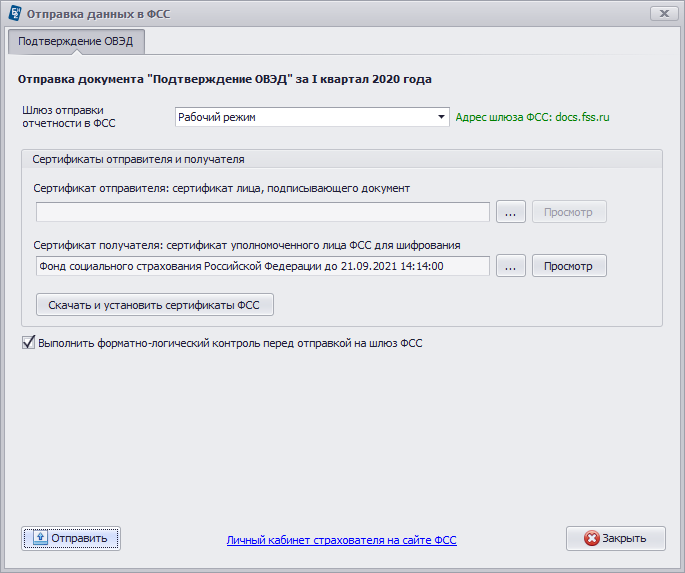 Отправка данных в ФСС
Подтверждение ОВЭД
Отправка документа "Подтверждение ОВЭД" за I квартал 2020 года
Шлюз отправки
отчетности в ФСС
Рабочий режим
Адрес шлюза ФСС: docs.fss.ru
Сертификаты отправителя и получателя
Сертификат отправителя: сертификат лица, подписывающего документ
...
Просмотр
Сертификат получателя: сертификат уполномоченного лица ФСС для шифрования
Фонд социального страхования Российской Федерации до 21.09.2021 14:14:00
...
Просмотр
Скачать и установить сертификаты ФСС
Выполнить форматно-логический контроль перед отправкой на шлюз ФСС
Отправить
Личный кабинет страхователя на сайте ФСС
Закрыть